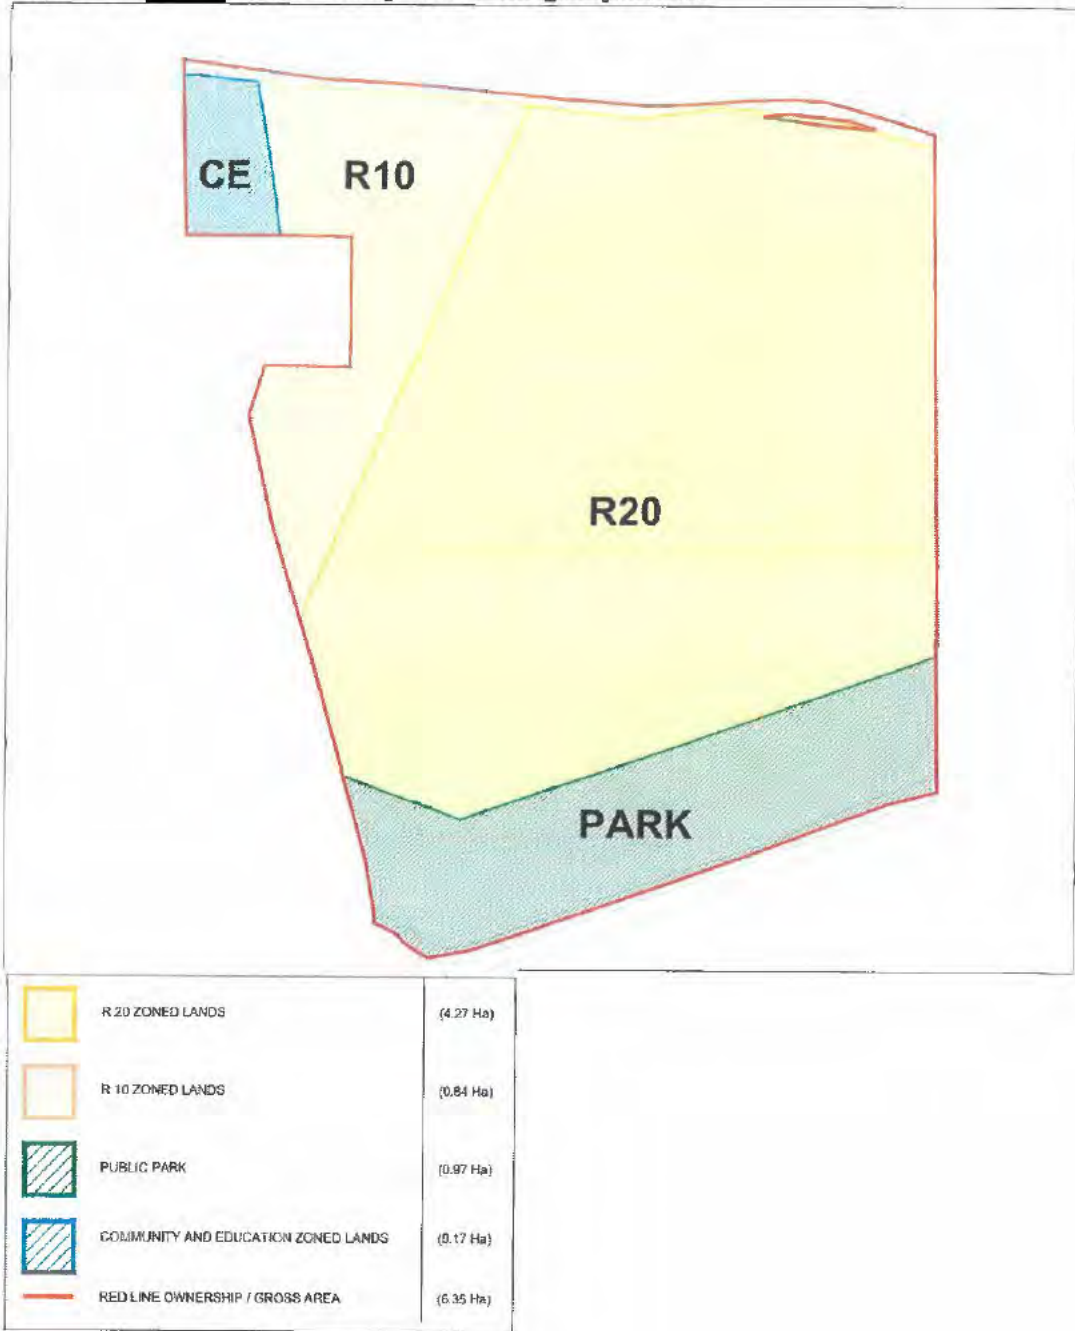 CE
R10
R20
PARK
R 20 ZONED LANDS (4.27 Ha)
R 10 ZONED LANDS (0.84 Ha)
PUBLIC PARK (0.97 Ha)
COMMUNITY AND EDUCATION ZONED LANDS (0.17 Ha)
RED LINE OWNERSHIP / GROSS AREA (6.35 Ha)